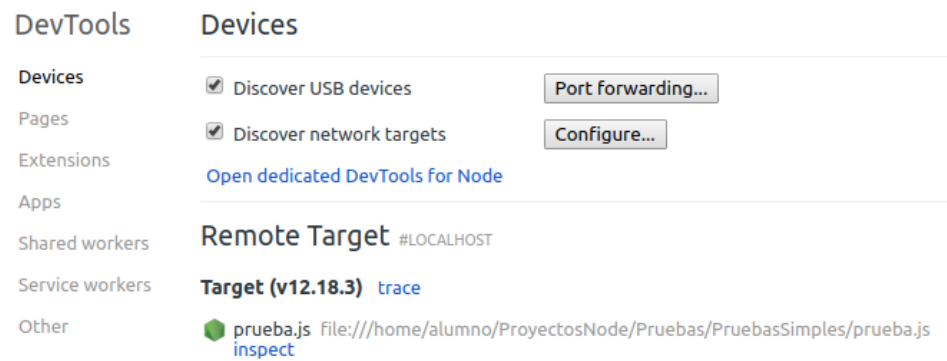 DevTools
Devices
Pages
Extensions
Apps
Shared workers
Service workers
Other
Devices
Discover USB devices Port forwarding...
Discover network targets Configure...
Open dedicated DevTools for Node
Remote Target #LOCALHOST
Target (v12.18.3) trace
prueba.js file:///home/alumno/ProyectosNode/Pruebas/PruebasSimples/prueba.js
inspect